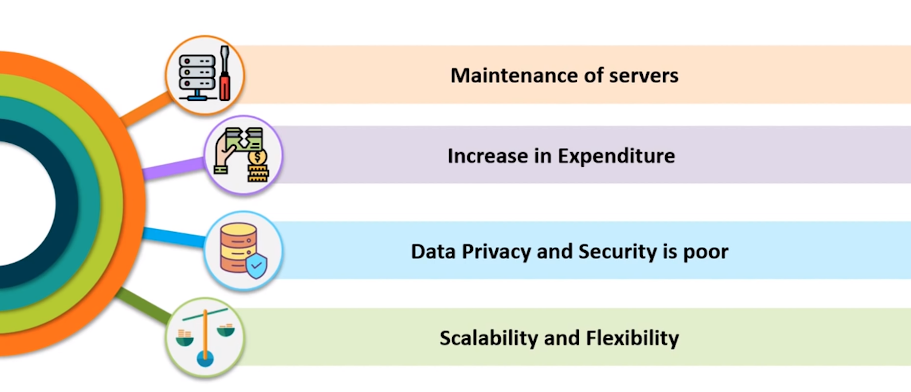 Maintenance of servers
Increase in Expenditure
Data Privacy and Security is poor
Scalability and Flexibility